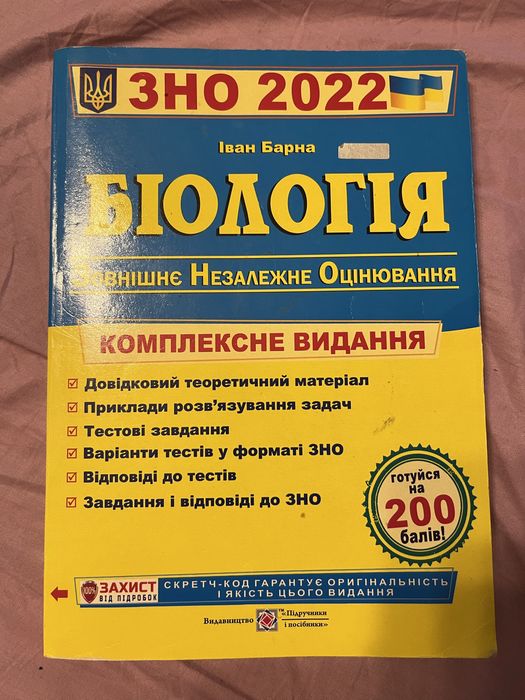 ЗНО 2022
Іван Барна
БІОЛОГІЯ
Зовнішнє Незалежне Оцінювання
КОМПЛЕКСНЕ ВИДАННЯ
Довідковий теоретичний матеріал
Приклади розв'язування задач
Тестові завдання
Варіанти тестів у форматі ЗНО
Відповіді до тестів
Завдання і відповіді до ЗНО
готуйся
на
200
балів!
100%
ЗАХИСТ
ВІД ПІДРОБОК
СКРЕТЧ-КОД ГАРАНТУЄ ОРИГІНАЛЬНІСТЬ
І ЯКІСТЬ ЦЬОГО ВИДАННЯ
Видавництво
TM «Підручники
і посібники»